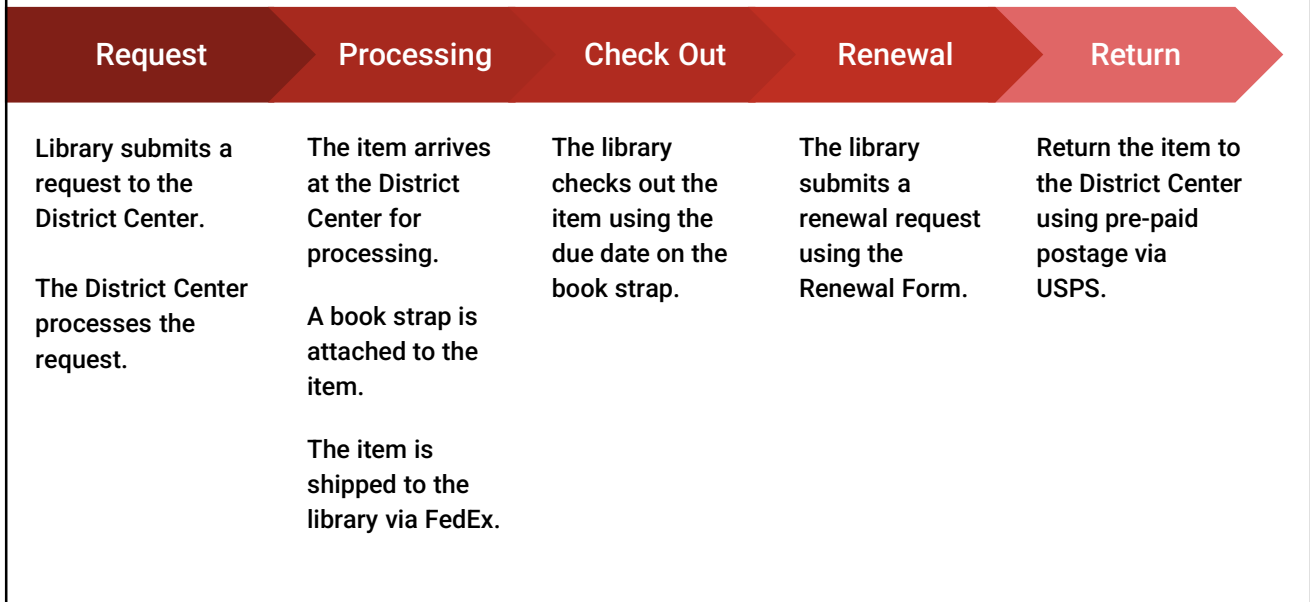 Request
Processing
Check Out
Renewal
Return
Library submits a
request to the
District Center.
The District Center
processes the
request.
The item arrives
at the District
Center for
processing.
A book strap is
attached to the
item.
The item is
shipped to the
library via FedEx.
The library
checks out the
item using the
due date on the
book strap.
The library
submits a
renewal request
using the
Renewal Form.
Return the item to
the District Center
using pre-paid
postage via
USPS.